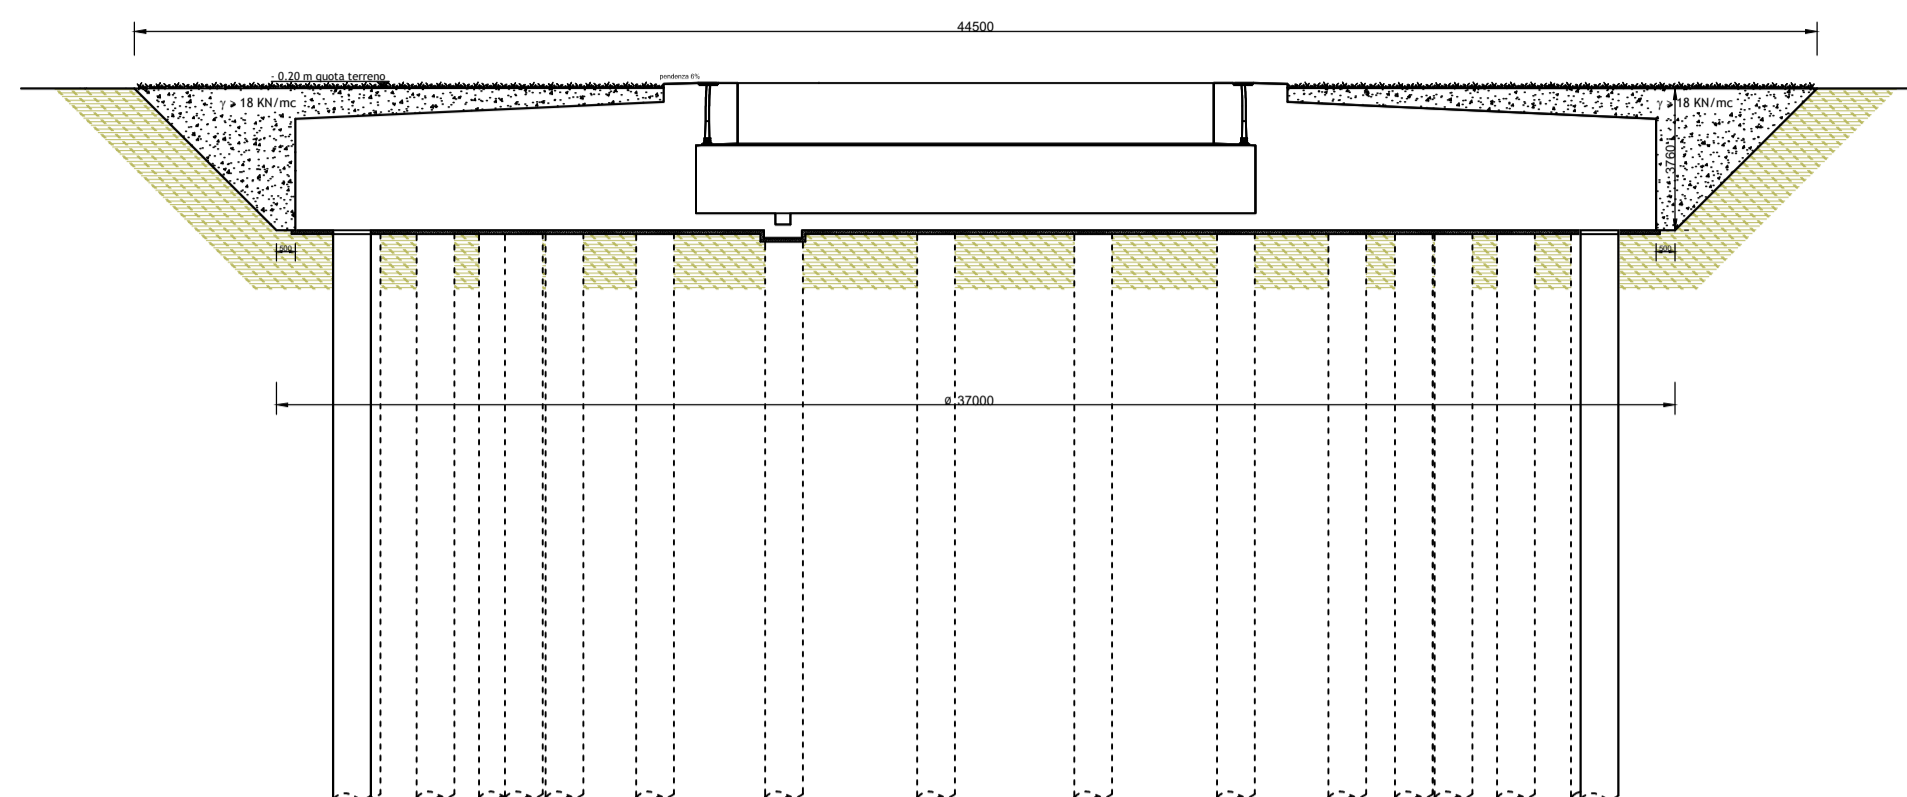 44500
- 0.20 m quota terreno
pendenza 6%
γ > 18 KN/mc
γ > 18 KN/mc
3760
500
500
ø 37000